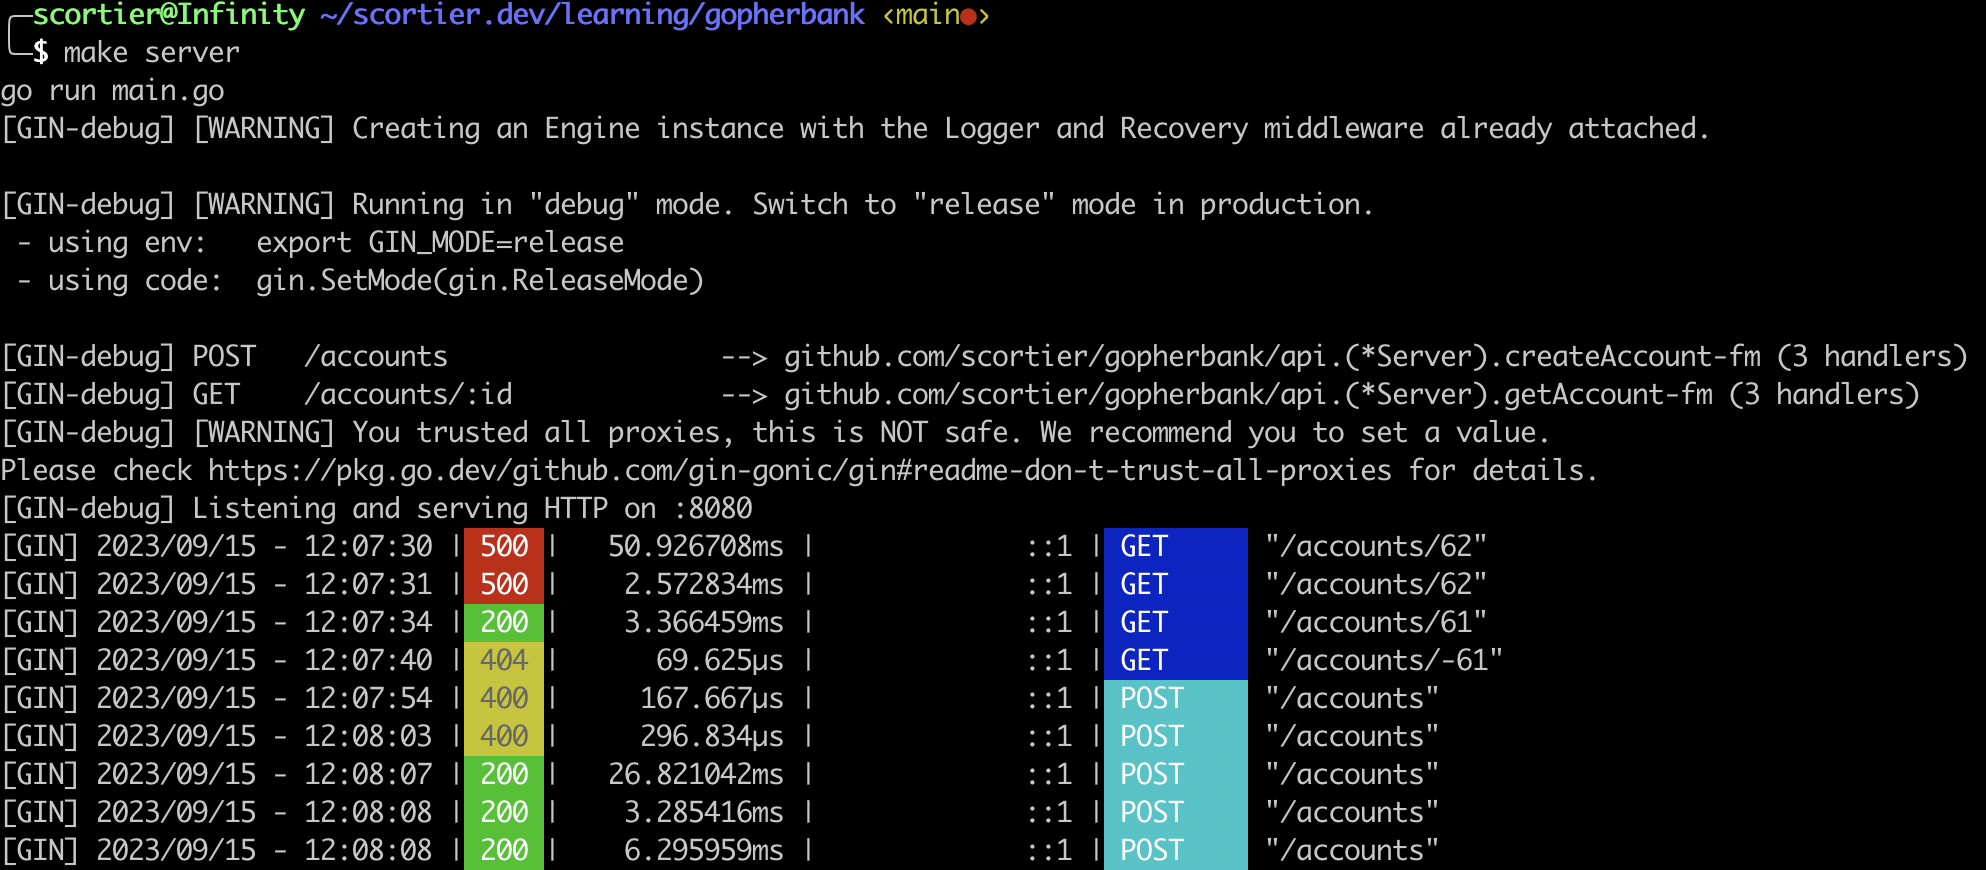 scortier@Infinity ~/scortier.dev/learning/gopherbank ‹main●›
$ make server
go run main.go
[GIN-debug] [WARNING] Creating an Engine instance with the Logger and Recovery middleware already attached.
[GIN-debug] [WARNING] Running in "debug" mode. Switch to "release" mode in production.
- using env:   export GIN_MODE=release
- using code:  gin.SetMode(gin.ReleaseMode)
[GIN-debug] POST   /accounts                 --> github.com/scortier/gopherbank/api.(*Server).createAccount-fm (3 handlers)
[GIN-debug] GET    /accounts/:id             --> github.com/scortier/gopherbank/api.(*Server).getAccount-fm (3 handlers)
[GIN-debug] [WARNING] You trusted all proxies, this is NOT safe. We recommend you to set a value.
Please check https://pkg.go.dev/github.com/gin-gonic/gin#readme-don-t-trust-all-proxies for details.
[GIN-debug] Listening and serving HTTP on :8080
[GIN] 2023/09/15 - 12:07:30 | 500 |   50.926708ms |             ::1 | GET      "/accounts/62"
[GIN] 2023/09/15 - 12:07:31 | 500 |    2.572834ms |             ::1 | GET      "/accounts/62"
[GIN] 2023/09/15 - 12:07:34 | 200 |    3.366459ms |             ::1 | GET      "/accounts/61"
[GIN] 2023/09/15 - 12:07:40 | 404 |      69.625µs |             ::1 | GET      "/accounts/-61"
[GIN] 2023/09/15 - 12:07:54 | 400 |     167.667µs |             ::1 | POST     "/accounts"
[GIN] 2023/09/15 - 12:08:03 | 400 |     296.834µs |             ::1 | POST     "/accounts"
[GIN] 2023/09/15 - 12:08:07 | 200 |   26.821042ms |             ::1 | POST     "/accounts"
[GIN] 2023/09/15 - 12:08:08 | 200 |    3.285416ms |             ::1 | POST     "/accounts"
[GIN] 2023/09/15 - 12:08:08 | 200 |    6.295959ms |             ::1 | POST     "/accounts"